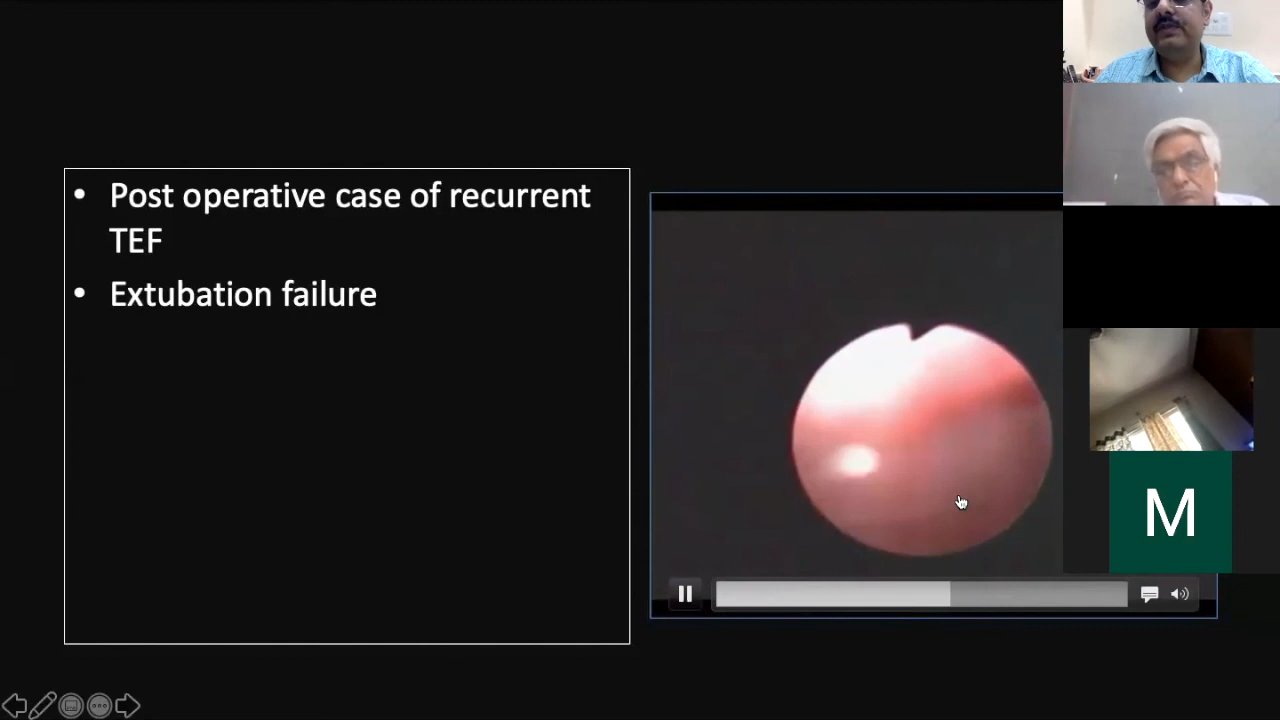 • Post operative case of recurrent
TEF
• Extubation failure
M